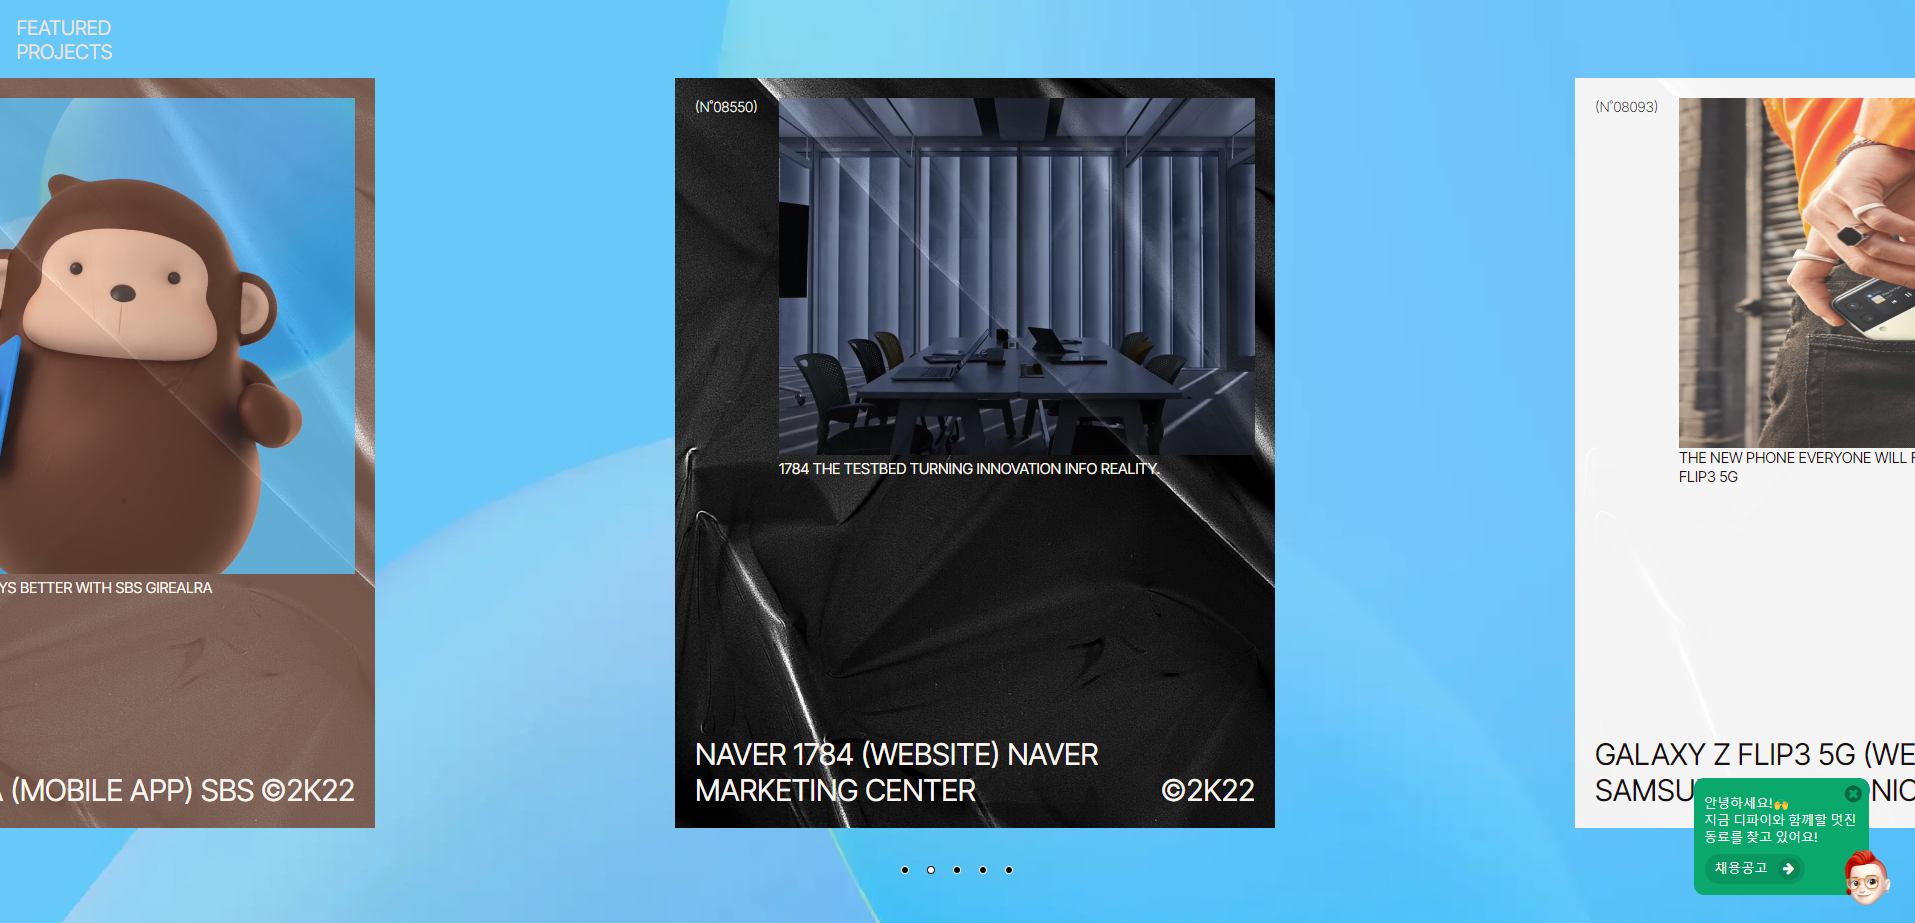 FEATURED
PROJECTS
YS BETTER WITH SBS GIREALRA
(MOBILE APP) SBS ©2K22
(N°08550)
1784 THE TESTBED TURNING INNOVATION INFO REALITY.
NAVER 1784 (WEBSITE) NAVER
MARKETING CENTER
©2K22
(N°08093)
THE NEW PHONE EVERYONE WILL
FLIP3 5G
GALAXY Z FLIP3 5G (WE
SAMSU
NIC
안녕하세요!🙌
지금 디파이와 함께할 멋진
동료를 찾고 있어요!
채용공고